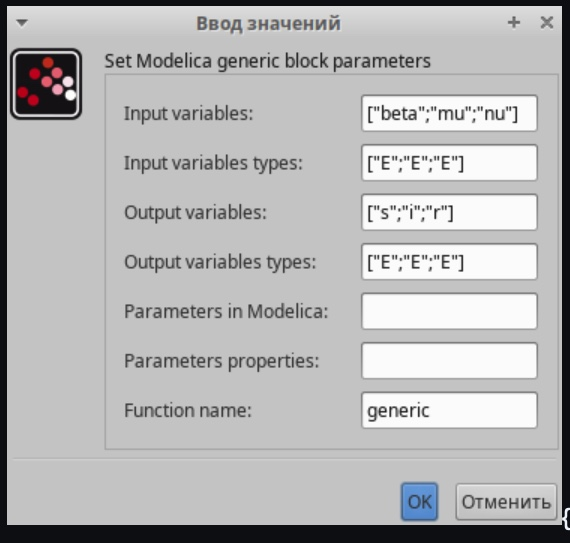 Ввод значений
Set Modelica generic block parameters
Input variables: ["beta";"mu";"nu"]
Input variables types: ["E";"E";"E"]
Output variables: ["s";"i";"r"]
Output variables types: ["E";"E";"E"]
Parameters in Modelica:
Parameters properties:
Function name: generic
OK Отменить
{